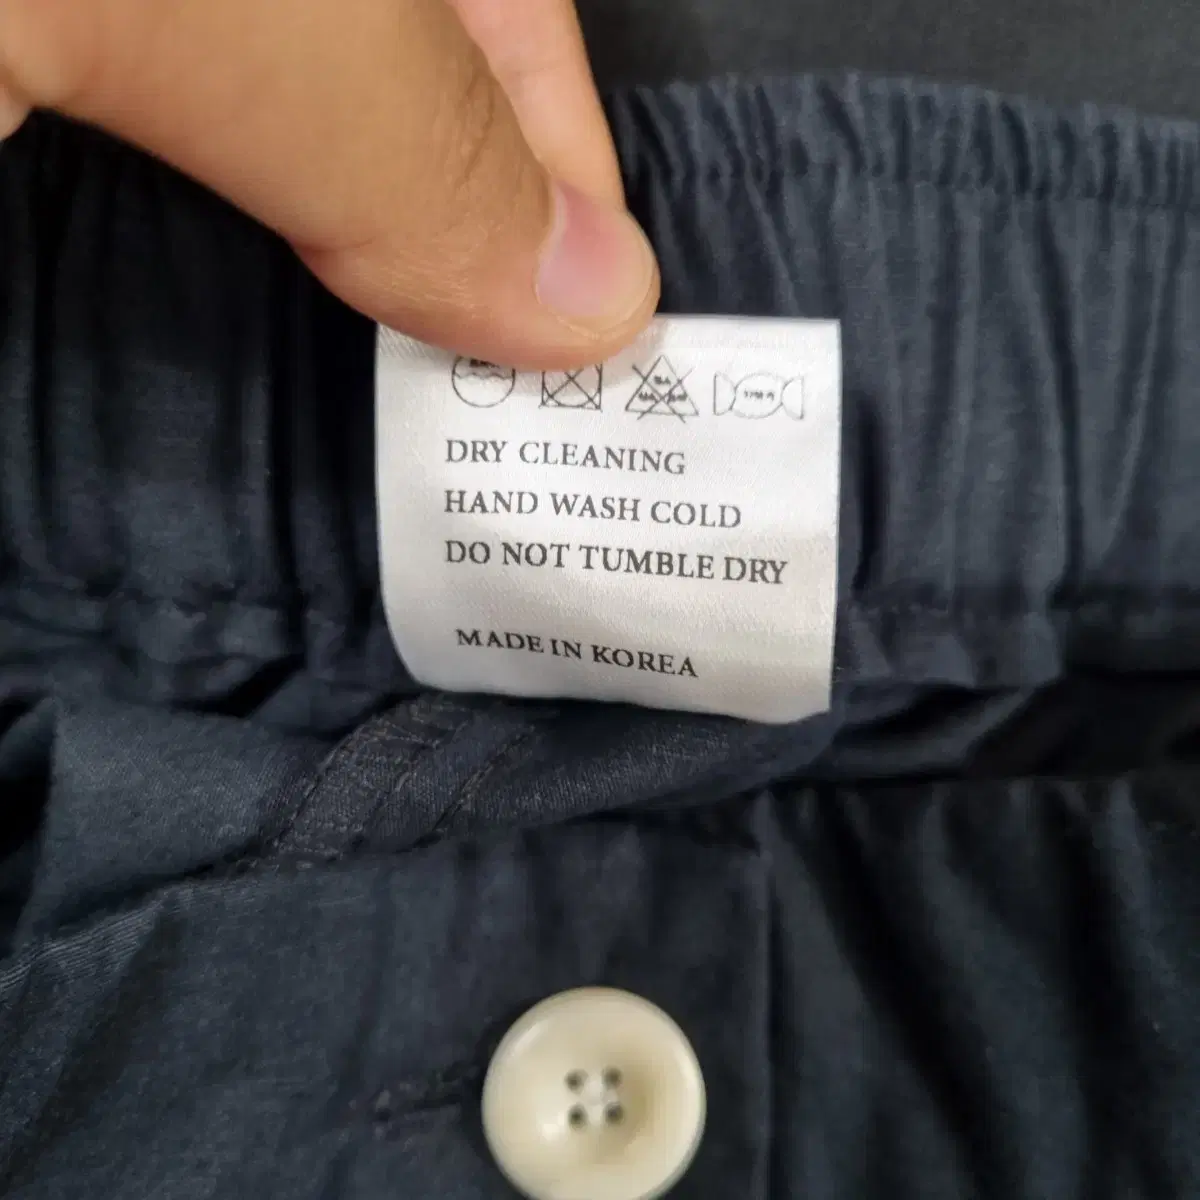 DRY CLEANING
HAND WASH COLD
DO NOT TUMBLE DRY
MADE IN KOREA